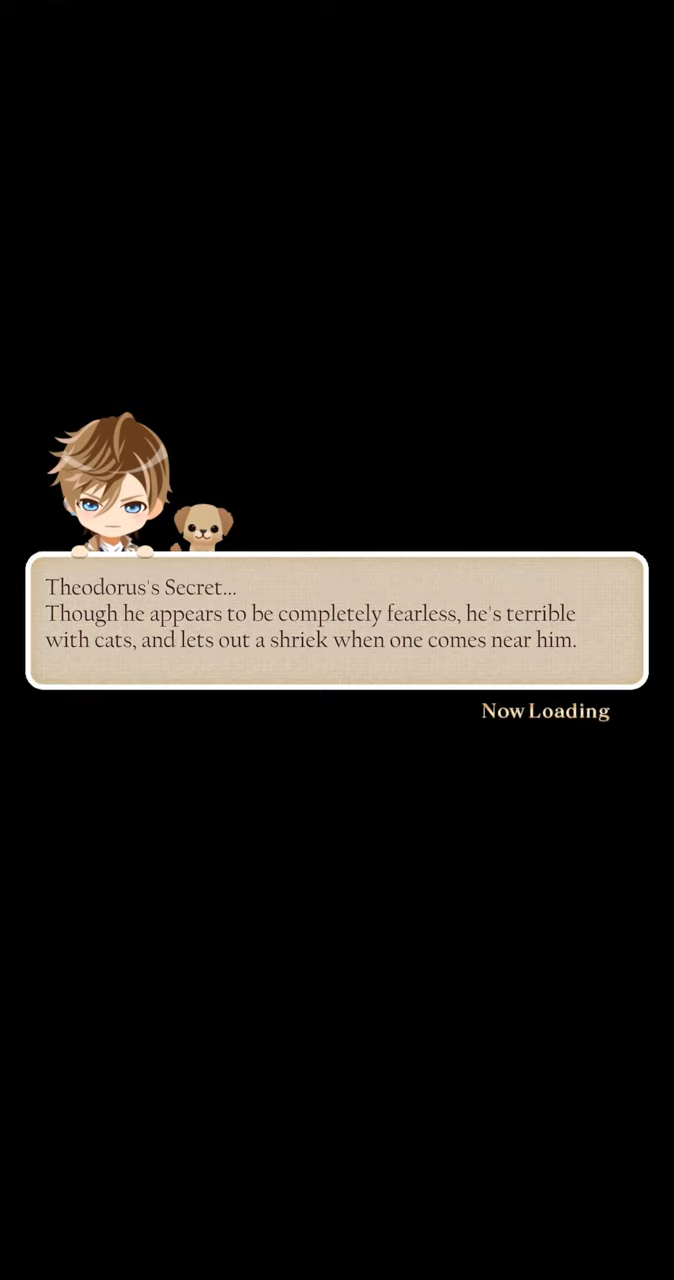 Theodorus's Secret...
Though he appears to be completely fearless, he's terrible
with cats, and lets out a shriek when one comes near him.
Now Loading